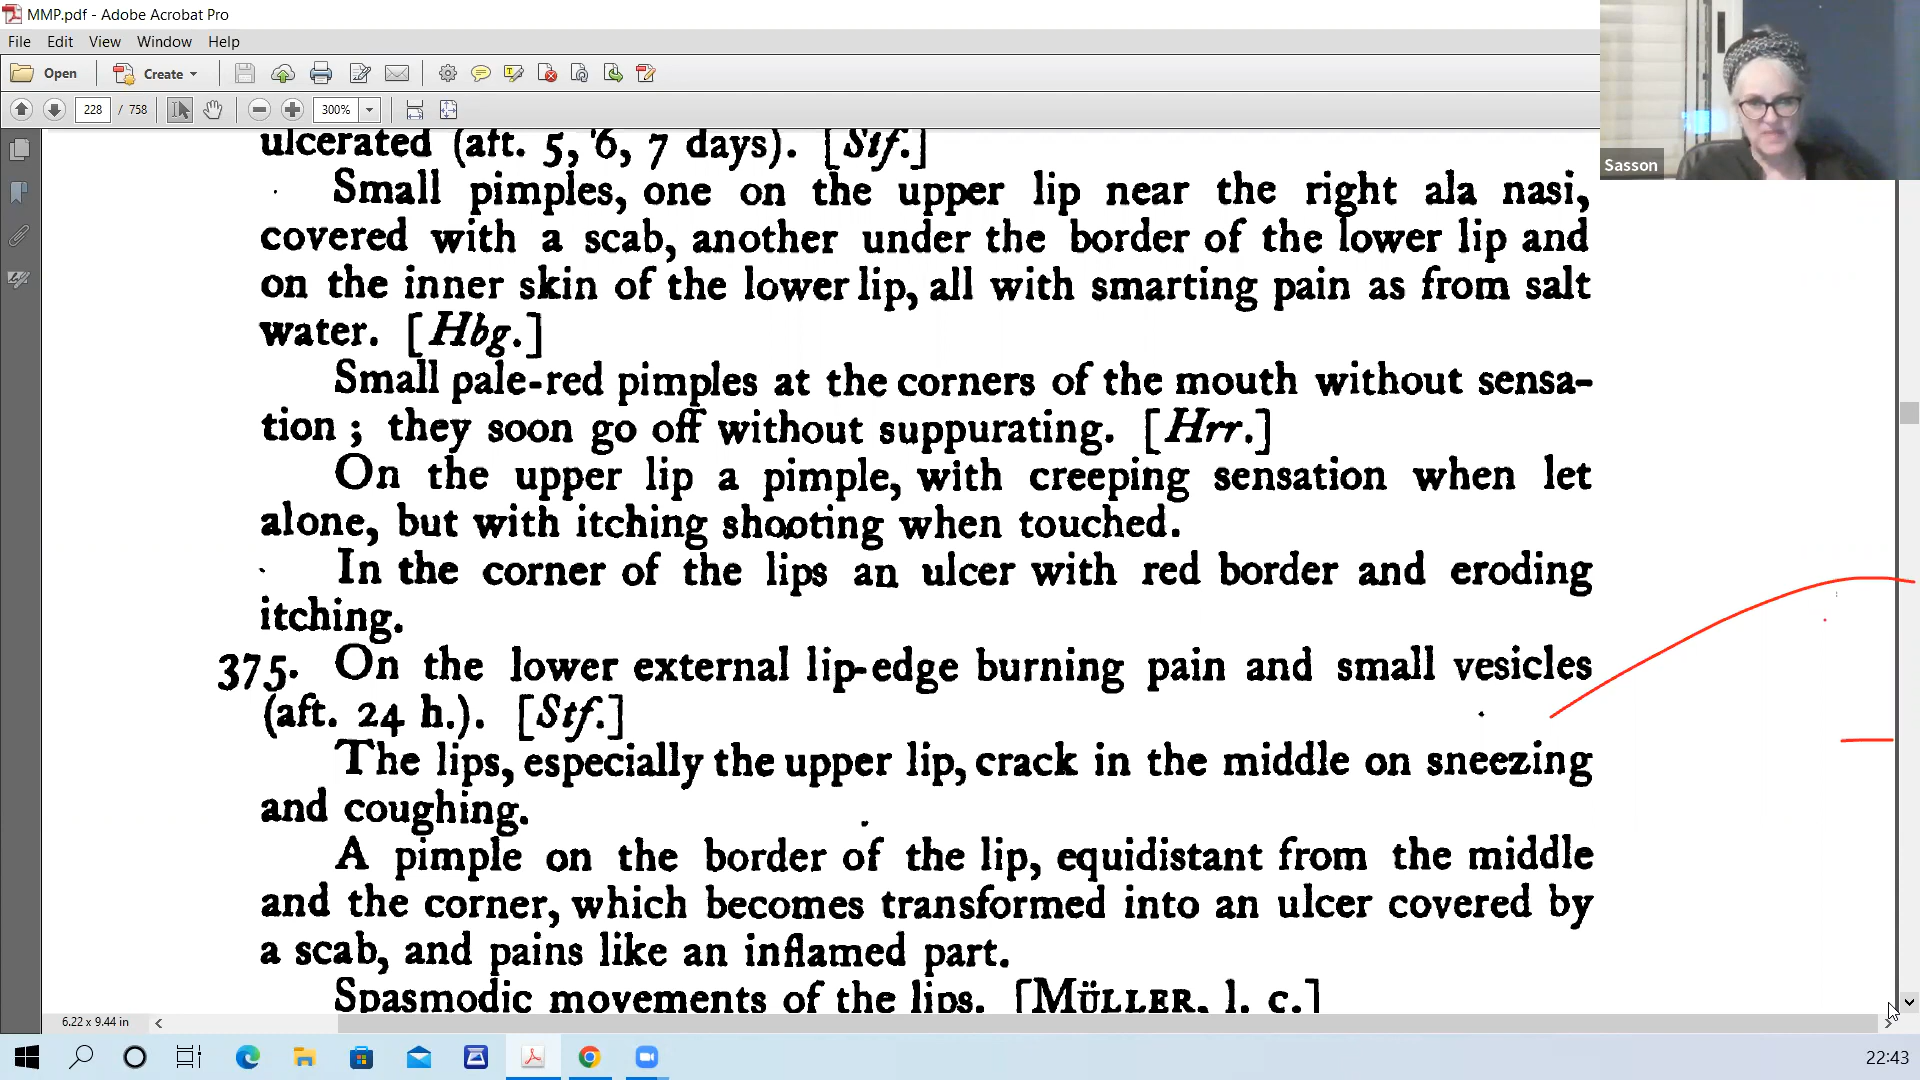 MMP.pdf - Adobe Acrobat Pro
File Edit View Window Help
Open Create
228 / 758 300%
Sasson
ulcerated (aft. 5, 6, 7 days). [Stf.]
Small pimples, one on the upper lip near the right ala nasi,
covered with a scab, another under the border of the lower lip and
on the inner skin of the lower lip, all with smarting pain as from salt
water. [Hbg.]
Small pale-red pimples at the corners of the mouth without sensa-
tion ; they soon go off without suppurating. [Hrr.]
On the upper lip a pimple, with creeping sensation when let
alone, but with itching shooting when touched.
In the corner of the lips an ulcer with red border and eroding
itching.
375. On the lower external lip-edge burning pain and small vesicles
(aft. 24 h.). [Stf.]
The lips, especially the upper lip, crack in the middle on sneezing
and coughing.
A pimple on the border of the lip, equidistant from the middle
and the corner, which becomes transformed into an ulcer covered by
a scab, and pains like an inflamed part.
Spasmodic movements of the lips. [MÜLLER, l. c.]
6.22 x 9.44 in
22:43